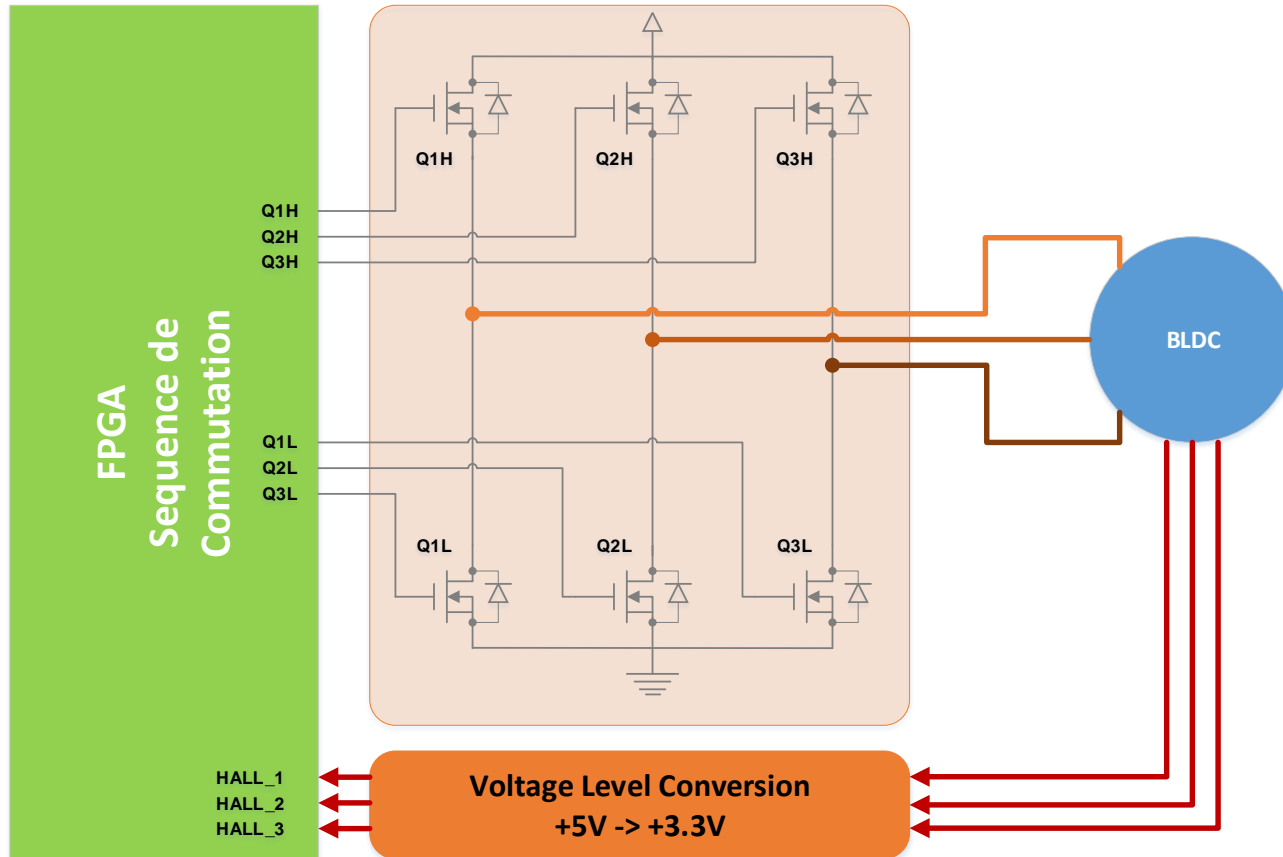 FPGA
Sequence de
Commutation
Q1H
Q2H
Q3H
Q1L
Q2L
Q3L
HALL_1
HALL_2
HALL_3
Q1H
Q2H
Q3H
Q1L
Q2L
Q3L
BLDC
Voltage Level Conversion
+5V -> +3.3V